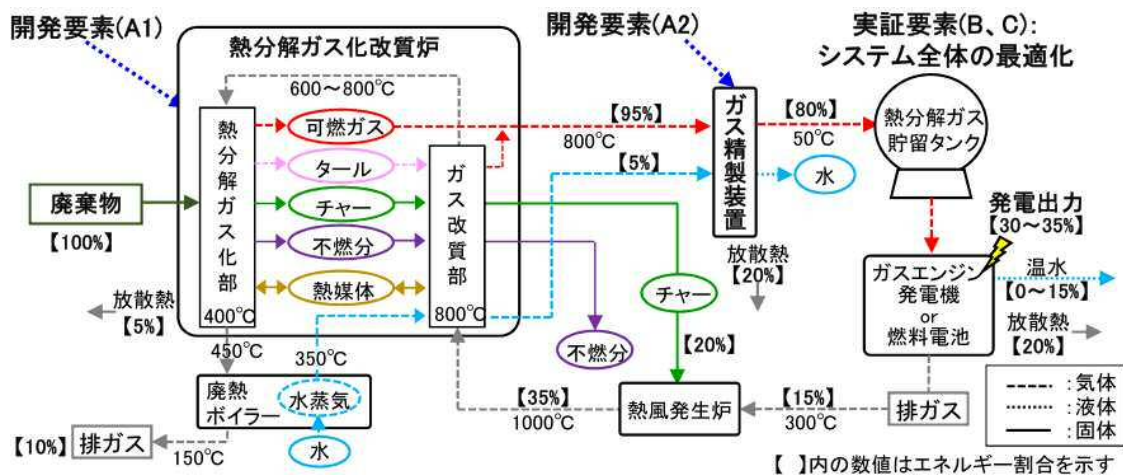 開発要素(A1)
開発要素(A2)
実証要素(B、C):
システム全体の最適化
熱分解ガス化改質炉
600～800℃
熱分解ガス化部
可燃ガス
タール
チャー
不燃分
熱媒体
ガス改質部
400℃
800℃
廃棄物
【100%】
放散熱
【5%】
【95%】
800℃
【5%】
ガス精製装置
【80%】
50℃
水
熱分解ガス
貯留タンク
発電出力
【30～35%】
放散熱
【20%】
ガスエンジン
発電機
or
燃料電池
温水
【0～15%】
放散熱
【20%】
チャー
不燃分
【20%】
450℃
350℃
廃熱
ボイラー
水蒸気
水
排ガス
【10%】
150℃
【35%】
1000℃
熱風発生炉
【15%】
300℃
排ガス
:気体
:液体
:固体
【 】内の数値はエネルギー割合を示す